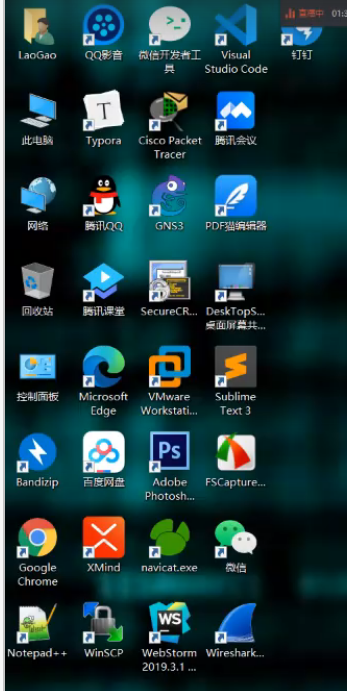 直播中 01:3
LaoGao
QQ影音
微信开发者工
具
Visual
Studio Code
钉钉
T
此电脑
Typora
Cisco Packet
Tracer
腾讯会议
网络
腾讯QQ
GNS3
PDF猫编辑器
回收站
腾讯课堂
SecureCR...
DeskTopS...
桌面屏幕共...
控制面板
Microsoft
Edge
VMware
Workstati...
Sublime
Text 3
Ps
Bandizip
百度网盘
Adobe
Photosh...
FSCapture...
Google
Chrome
XMind
navicat.exe
微信
WS
Notepad++
WinSCP
WebStorm
2019.3.1 ...
Wireshark...